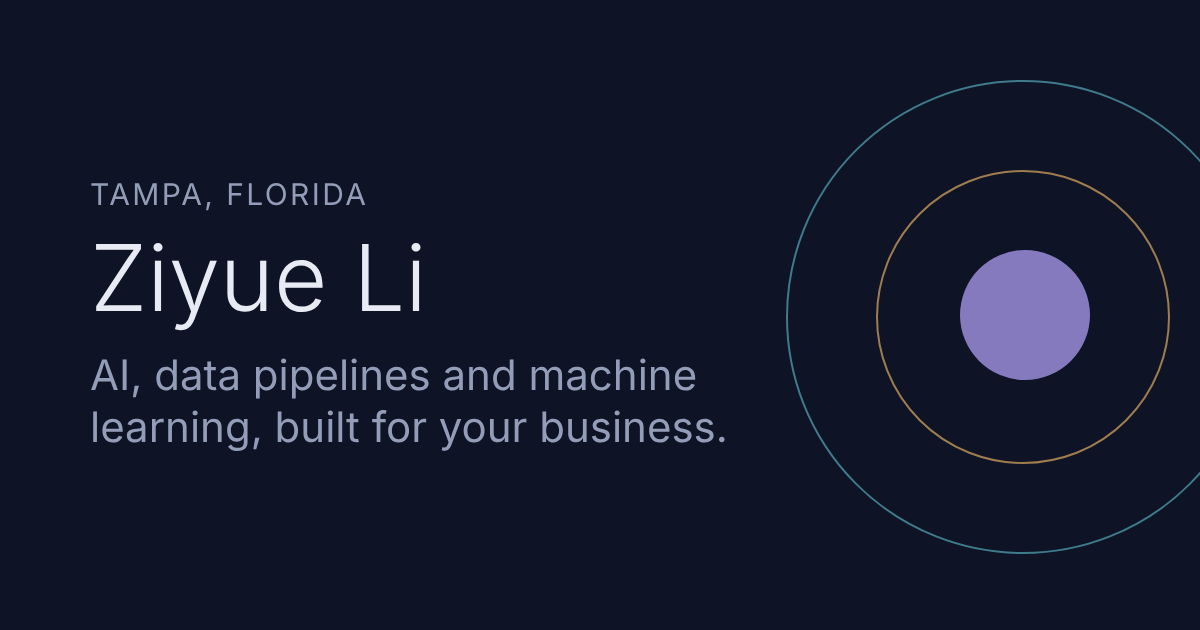 TAMPA, FLORIDA
Ziyue Li
AI, data pipelines and machine
learning, built for your business.